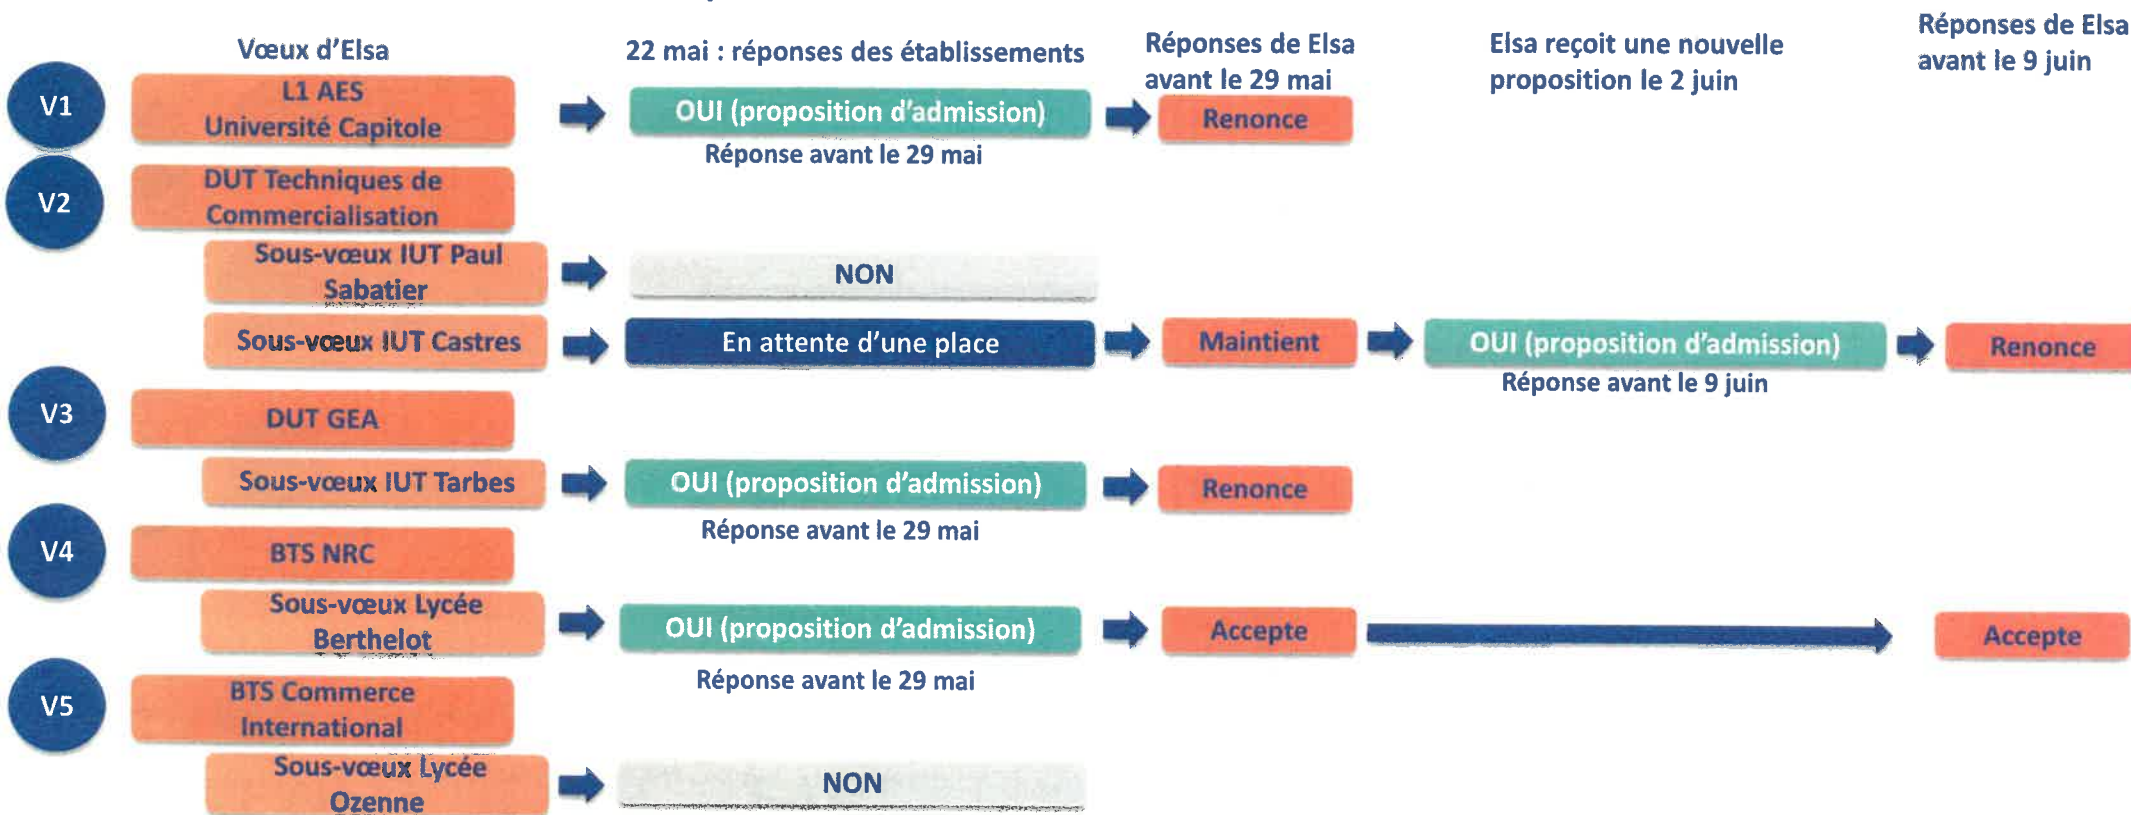 Vœux d'Elsa
22 mai : réponses des établissements
Réponses de Elsa
avant le 29 mai
Elsa reçoit une nouvelle
proposition le 2 juin
Réponses de Elsa
avant le 9 juin
V1
L1 AES
Université Capitole
OUI (proposition d'admission)
Renonce
Réponse avant le 29 mai
V2
DUT Techniques de
Commercialisation
Sous-vœux IUT Paul
Sabatier
NON
Sous-vœux IUT Castres
En attente d'une place
Maintient
OUI (proposition d'admission)
Renonce
Réponse avant le 9 juin
V3
DUT GEA
Sous-vœux IUT Tarbes
OUI (proposition d'admission)
Renonce
Réponse avant le 29 mai
V4
BTS NRC
Sous-vœux Lycée
Berthelot
OUI (proposition d'admission)
Accepte
Accepte
Réponse avant le 29 mai
V5
BTS Commerce
International
Sous-vœux Lycée
Ozenne
NON